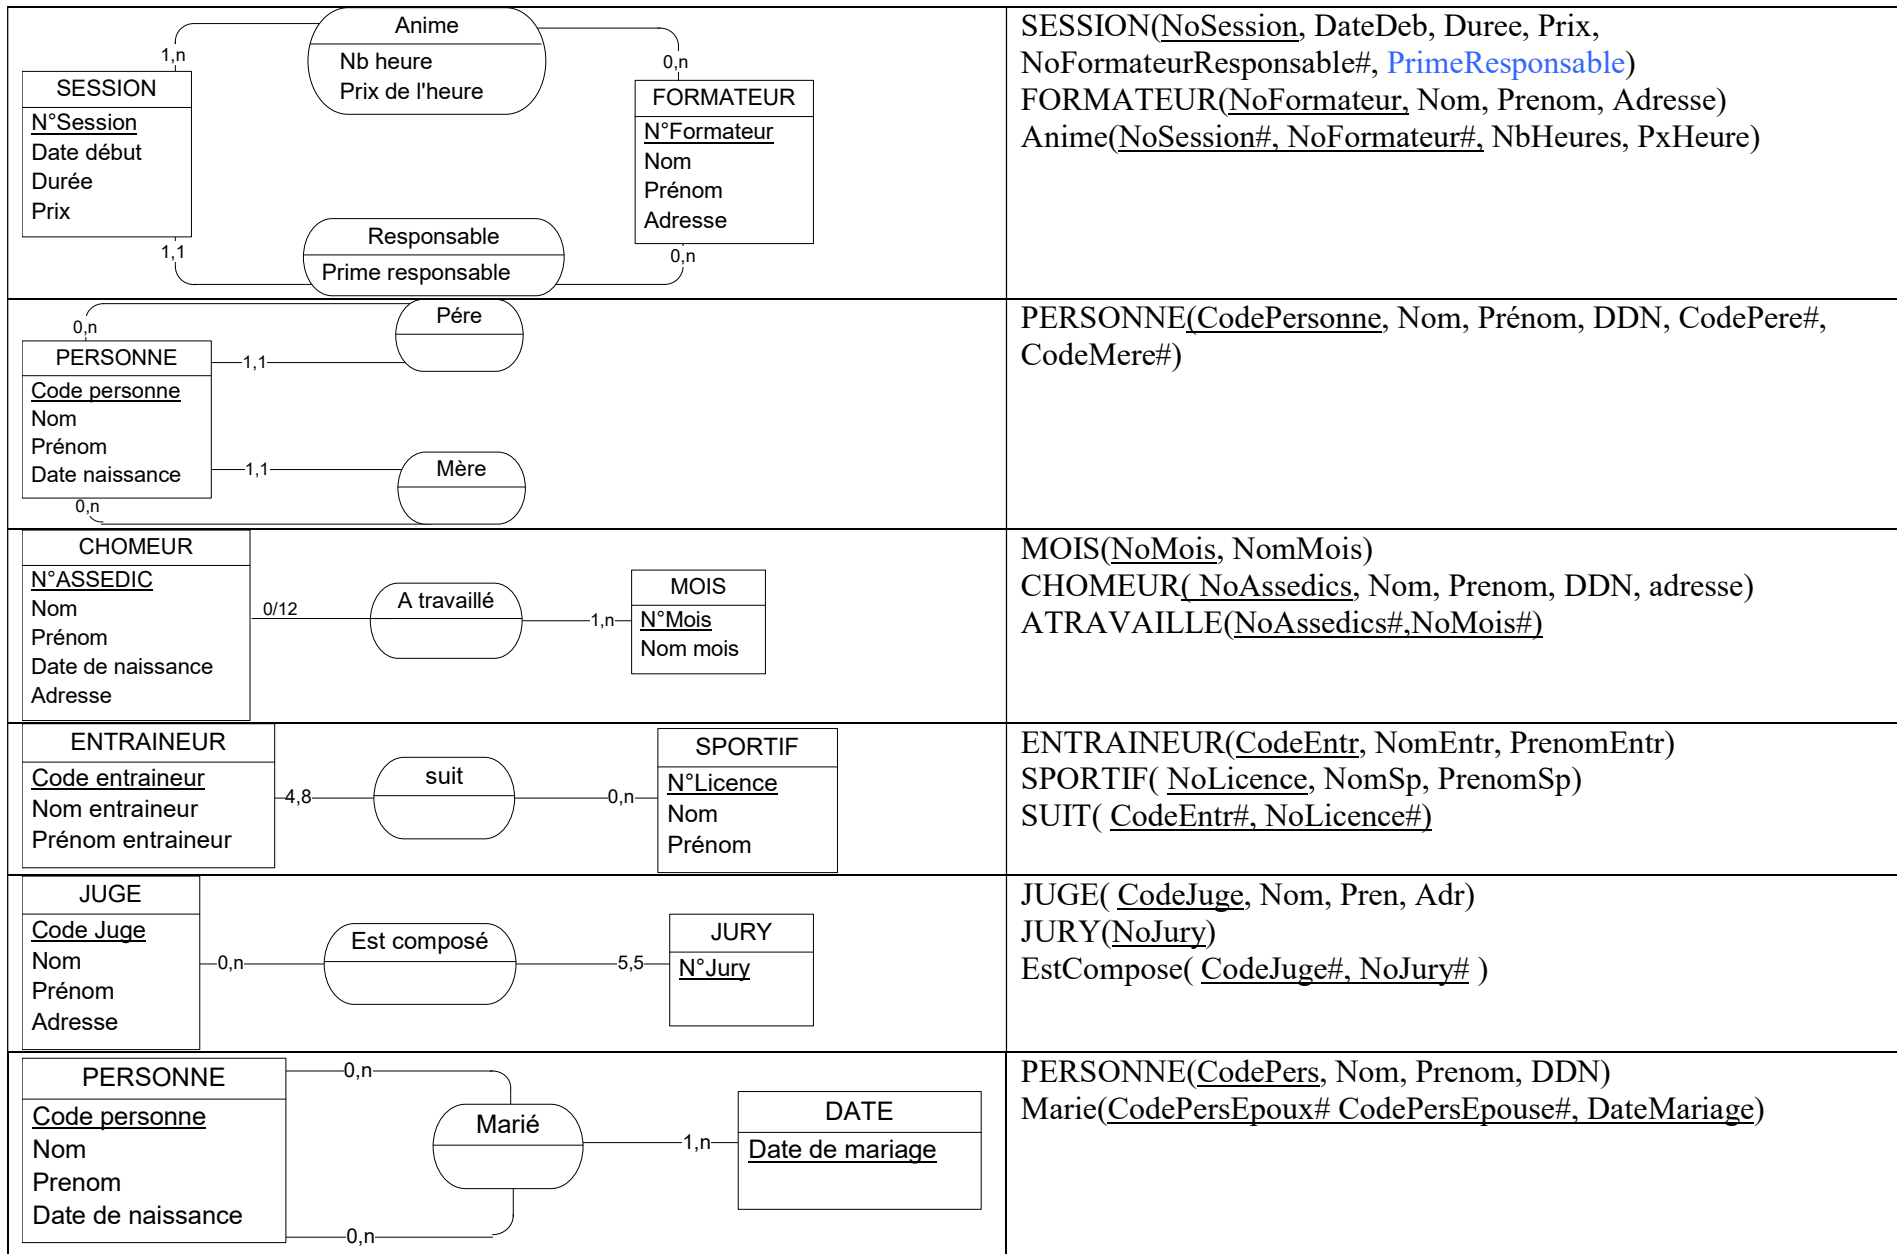 Anime
Nb heure
Prix de l'heure
1,n
0,n
SESSION
N°Session
Date début
Durée
Prix
FORMATEUR
N°Formateur
Nom
Prénom
Adresse
Responsable
Prime responsable
1,1
0,n
SESSION(NoSession, DateDeb, Duree, Prix,
NoFormateurResponsable#, PrimeResponsable)
FORMATEUR(NoFormateur, Nom, Prenom, Adresse)
Anime(NoSession#, NoFormateur#, NbHeures, PxHeure)
Pére
0,n
PERSONNE
Code personne
Nom
Prénom
Date naissance
1,1
1,1
Mère
0,n
PERSONNE(CodePersonne, Nom, Prénom, DDN, CodePere#,
CodeMere#)
CHOMEUR
N°ASSEDIC
Nom
Prénom
Date de naissance
Adresse
0/12
A travaillé
1,n
MOIS
N°Mois
Nom mois
MOIS(NoMois, NomMois)
CHOMEUR( NoAssedics, Nom, Prenom, DDN, adresse)
ATRAVAILLE(NoAssedics#,NoMois#)
ENTRAINEUR
Code entraineur
Nom entraineur
Prénom entraineur
4,8
suit
0,n
SPORTIF
N°Licence
Nom
Prénom
ENTRAINEUR(CodeEntr, NomEntr, PrenomEntr)
SPORTIF( NoLicence, NomSp, PrenomSp)
SUIT( CodeEntr#, NoLicence#)
JUGE
Code Juge
Nom
Prénom
Adresse
0,n
Est composé
5,5
JURY
N°Jury
JUGE( CodeJuge, Nom, Pren, Adr)
JURY(NoJury)
EstCompose( CodeJuge#, NoJury# )
PERSONNE
Code personne
Nom
Prenom
Date de naissance
0,n
Marié
0,n
1,n
DATE
Date de mariage
PERSONNE(CodePers, Nom, Prenom, DDN)
Marie(CodePersEpoux# CodePersEpouse#, DateMariage)